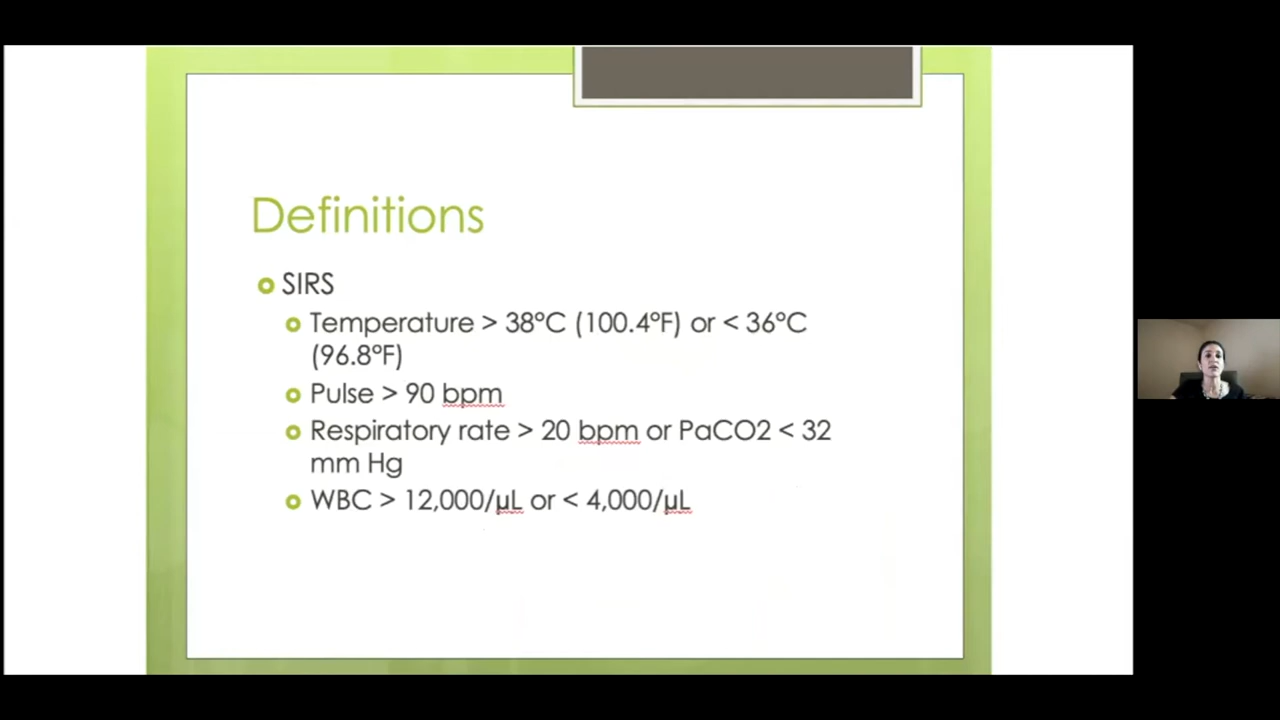 Definitions
SIRS
Temperature > 38°C (100.4°F) or < 36°C
(96.8°F)
Pulse > 90 bpm
Respiratory rate > 20 bpm or PaCO2 < 32
mm Hg
WBC > 12,000/µL or < 4,000/µL